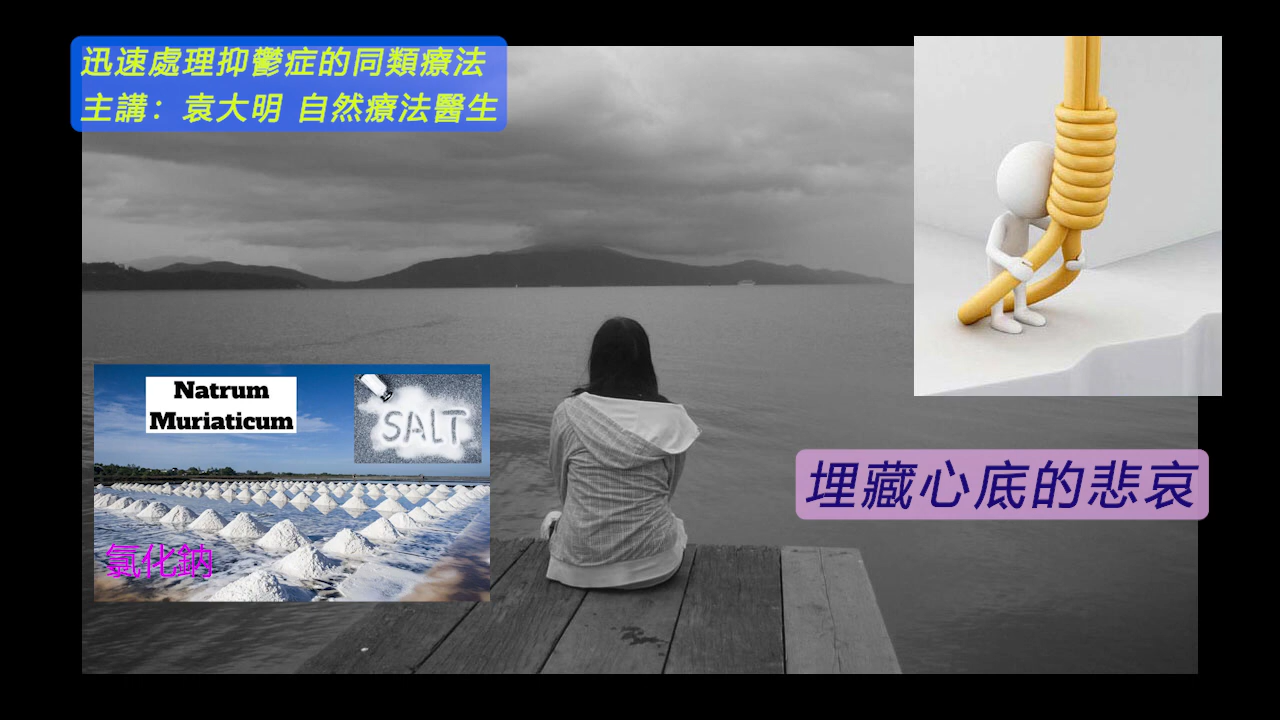 迅速處理抑鬱症的同類療法
主講：袁大明 自然療法醫生
Natrum
Muriaticum
SALT
氯化鈉
埋藏心底的悲哀